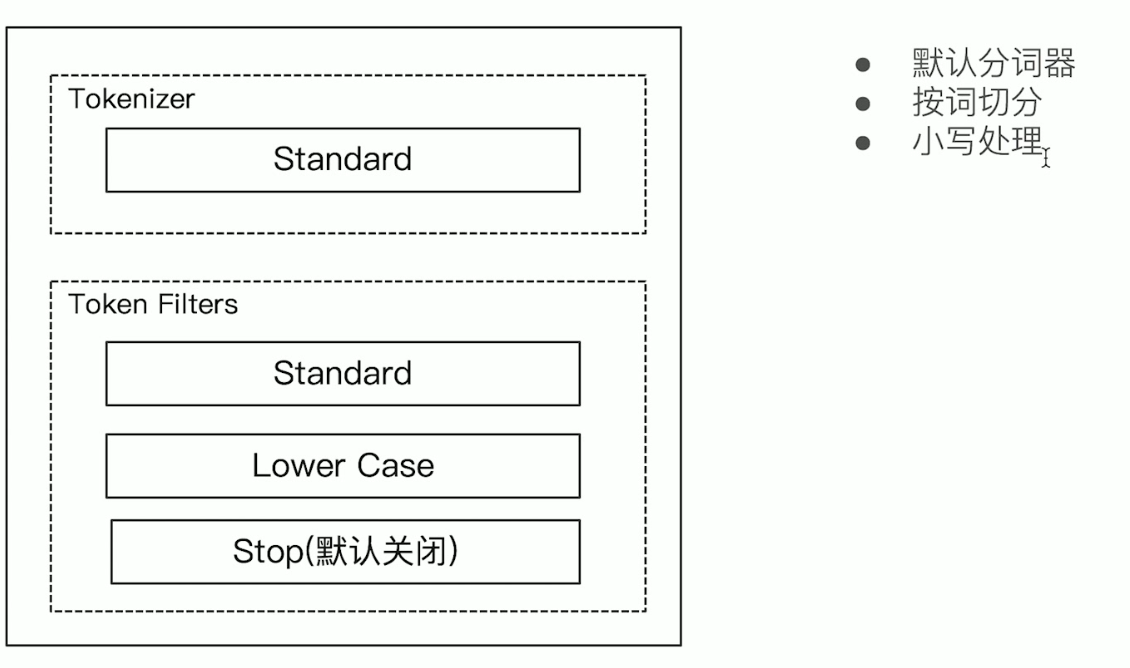 Tokenizer
Standard
Token Filters
Standard
Lower Case
Stop(默认关闭)
● 默认分词器
● 按词切分
● 小写处理